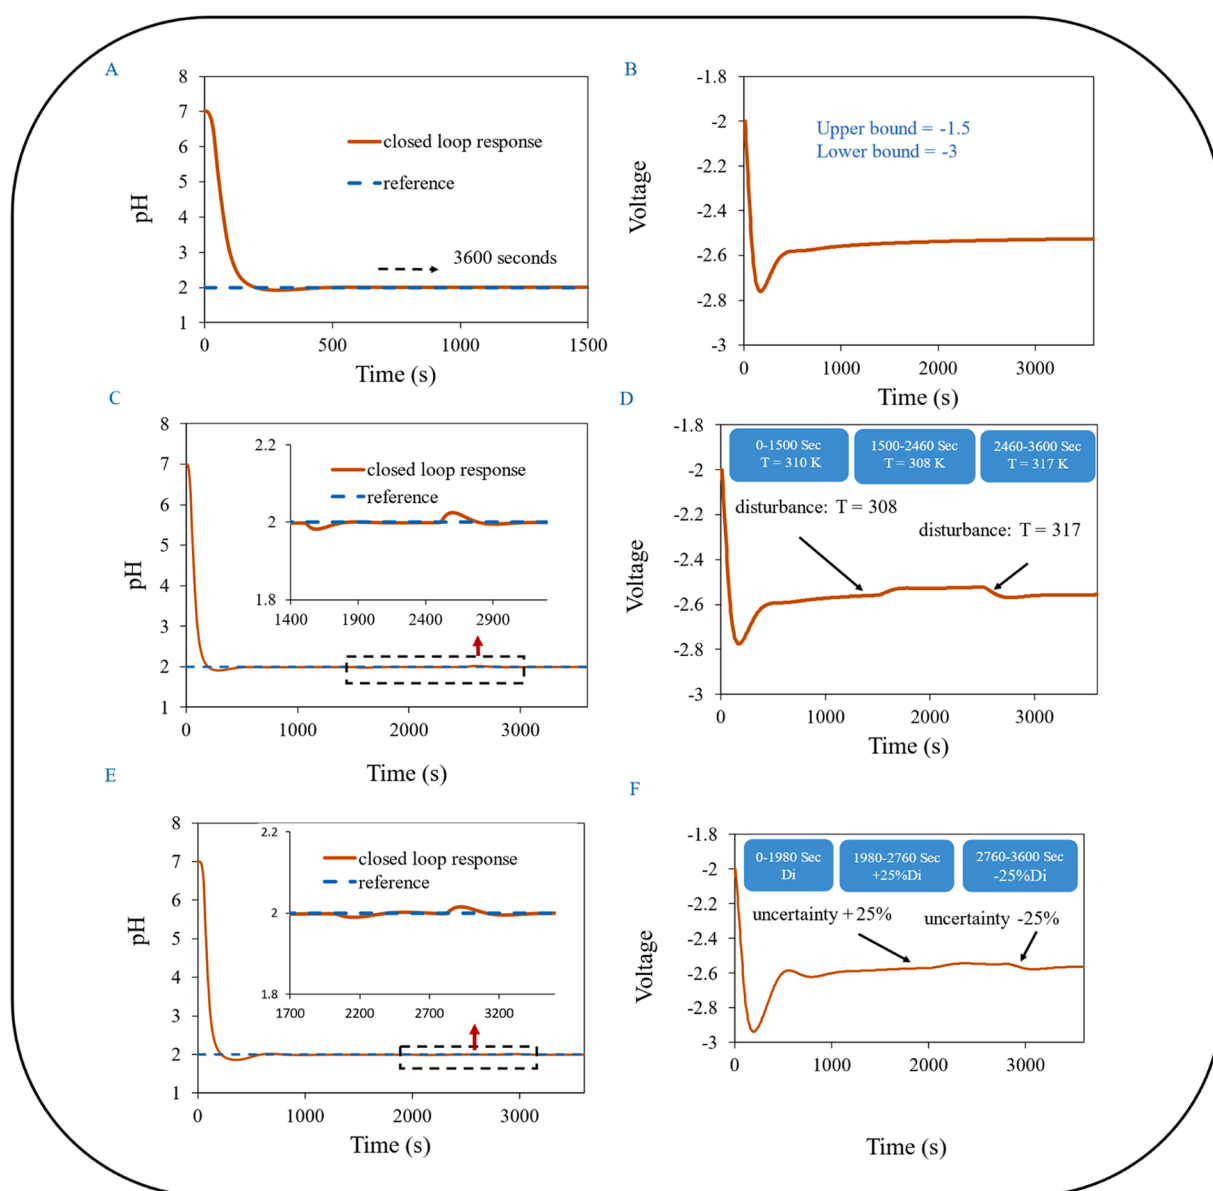 A
8
7
6
5
4
3
2
1
pH
closed loop response
reference
3600 seconds
0
500
1000
1500
Time (s)
B
-1.8
-2
-2.2
-2.4
-2.6
-2.8
-3
Voltage
Upper bound = -1.5
Lower bound = -3
0
1000
2000
3000
Time (s)
C
8
7
6
5
4
3
2
1
pH
2.2
2
1.8
closed loop response
reference
1400
1900
2400
2900
0
1000
2000
3000
Time (s)
D
-1.8
-2
-2.2
-2.4
-2.6
-2.8
-3
Voltage
0-1500 Sec
T = 310 K
1500-2460 Sec
T = 308 K
2460-3600 Sec
T = 317 K
disturbance: T = 308
disturbance: T = 317
0
1000
2000
3000
Time (s)
E
8
7
6
5
4
3
2
1
pH
2.2
2
1.8
closed loop response
reference
1700
2200
2700
3200
0
1000
2000
3000
Time (s)
F
-1.8
-2
-2.2
-2.4
-2.6
-2.8
-3
Voltage
0-1980 Sec
Di
1980-2760 Sec
+25%Di
2760-3600 Sec
-25%Di
uncertainty +25%
uncertainty -25%
0
1000
2000
3000
Time (s)